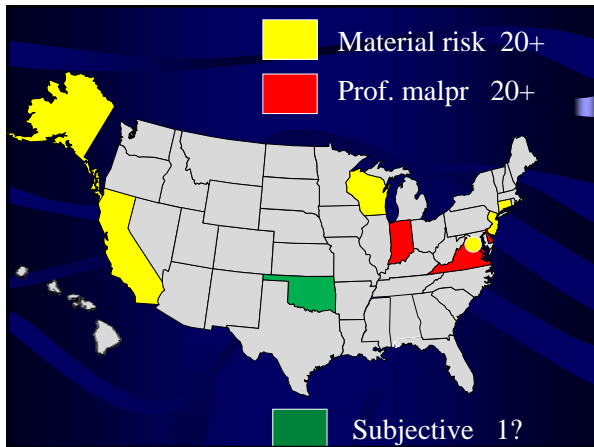 Material risk 20+
Prof. malpr 20+
Subjective 1?